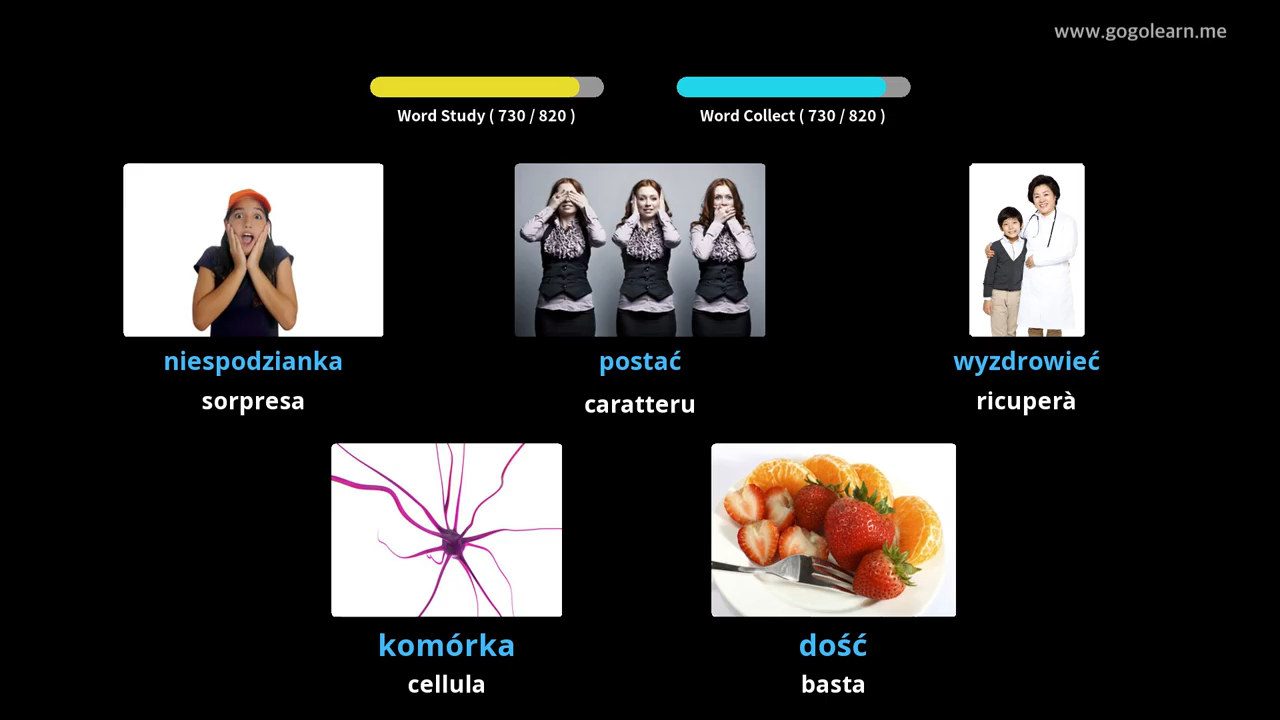 www.gogolearn.me
Word Study ( 730 / 820 )
Word Collect ( 730 / 820 )
niespodzianka
sorpresa
postać
caratteru
wyzdrowieć
ricuperà
komórka
cellula
dość
basta